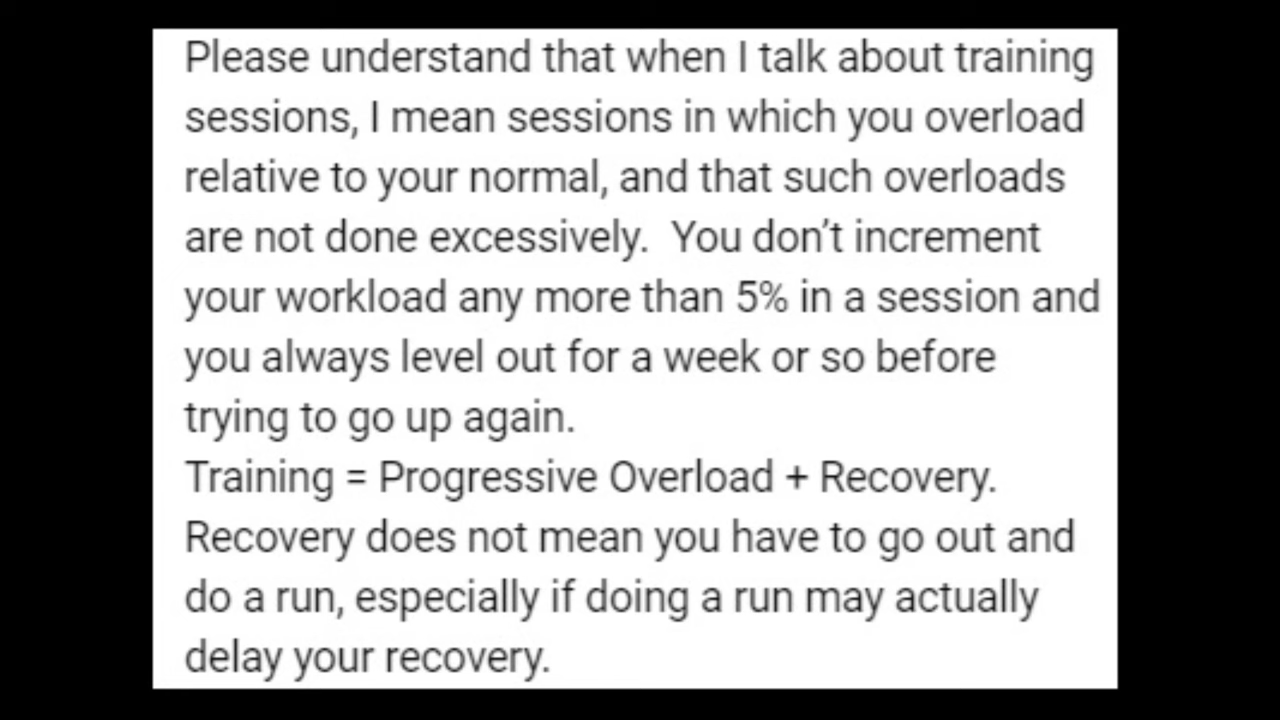 Please understand that when I talk about training
sessions, I mean sessions in which you overload
relative to your normal, and that such overloads
are not done excessively.  You don’t increment
your workload any more than 5% in a session and
you always level out for a week or so before
trying to go up again.
Training = Progressive Overload + Recovery.
Recovery does not mean you have to go out and
do a run, especially if doing a run may actually
delay your recovery.